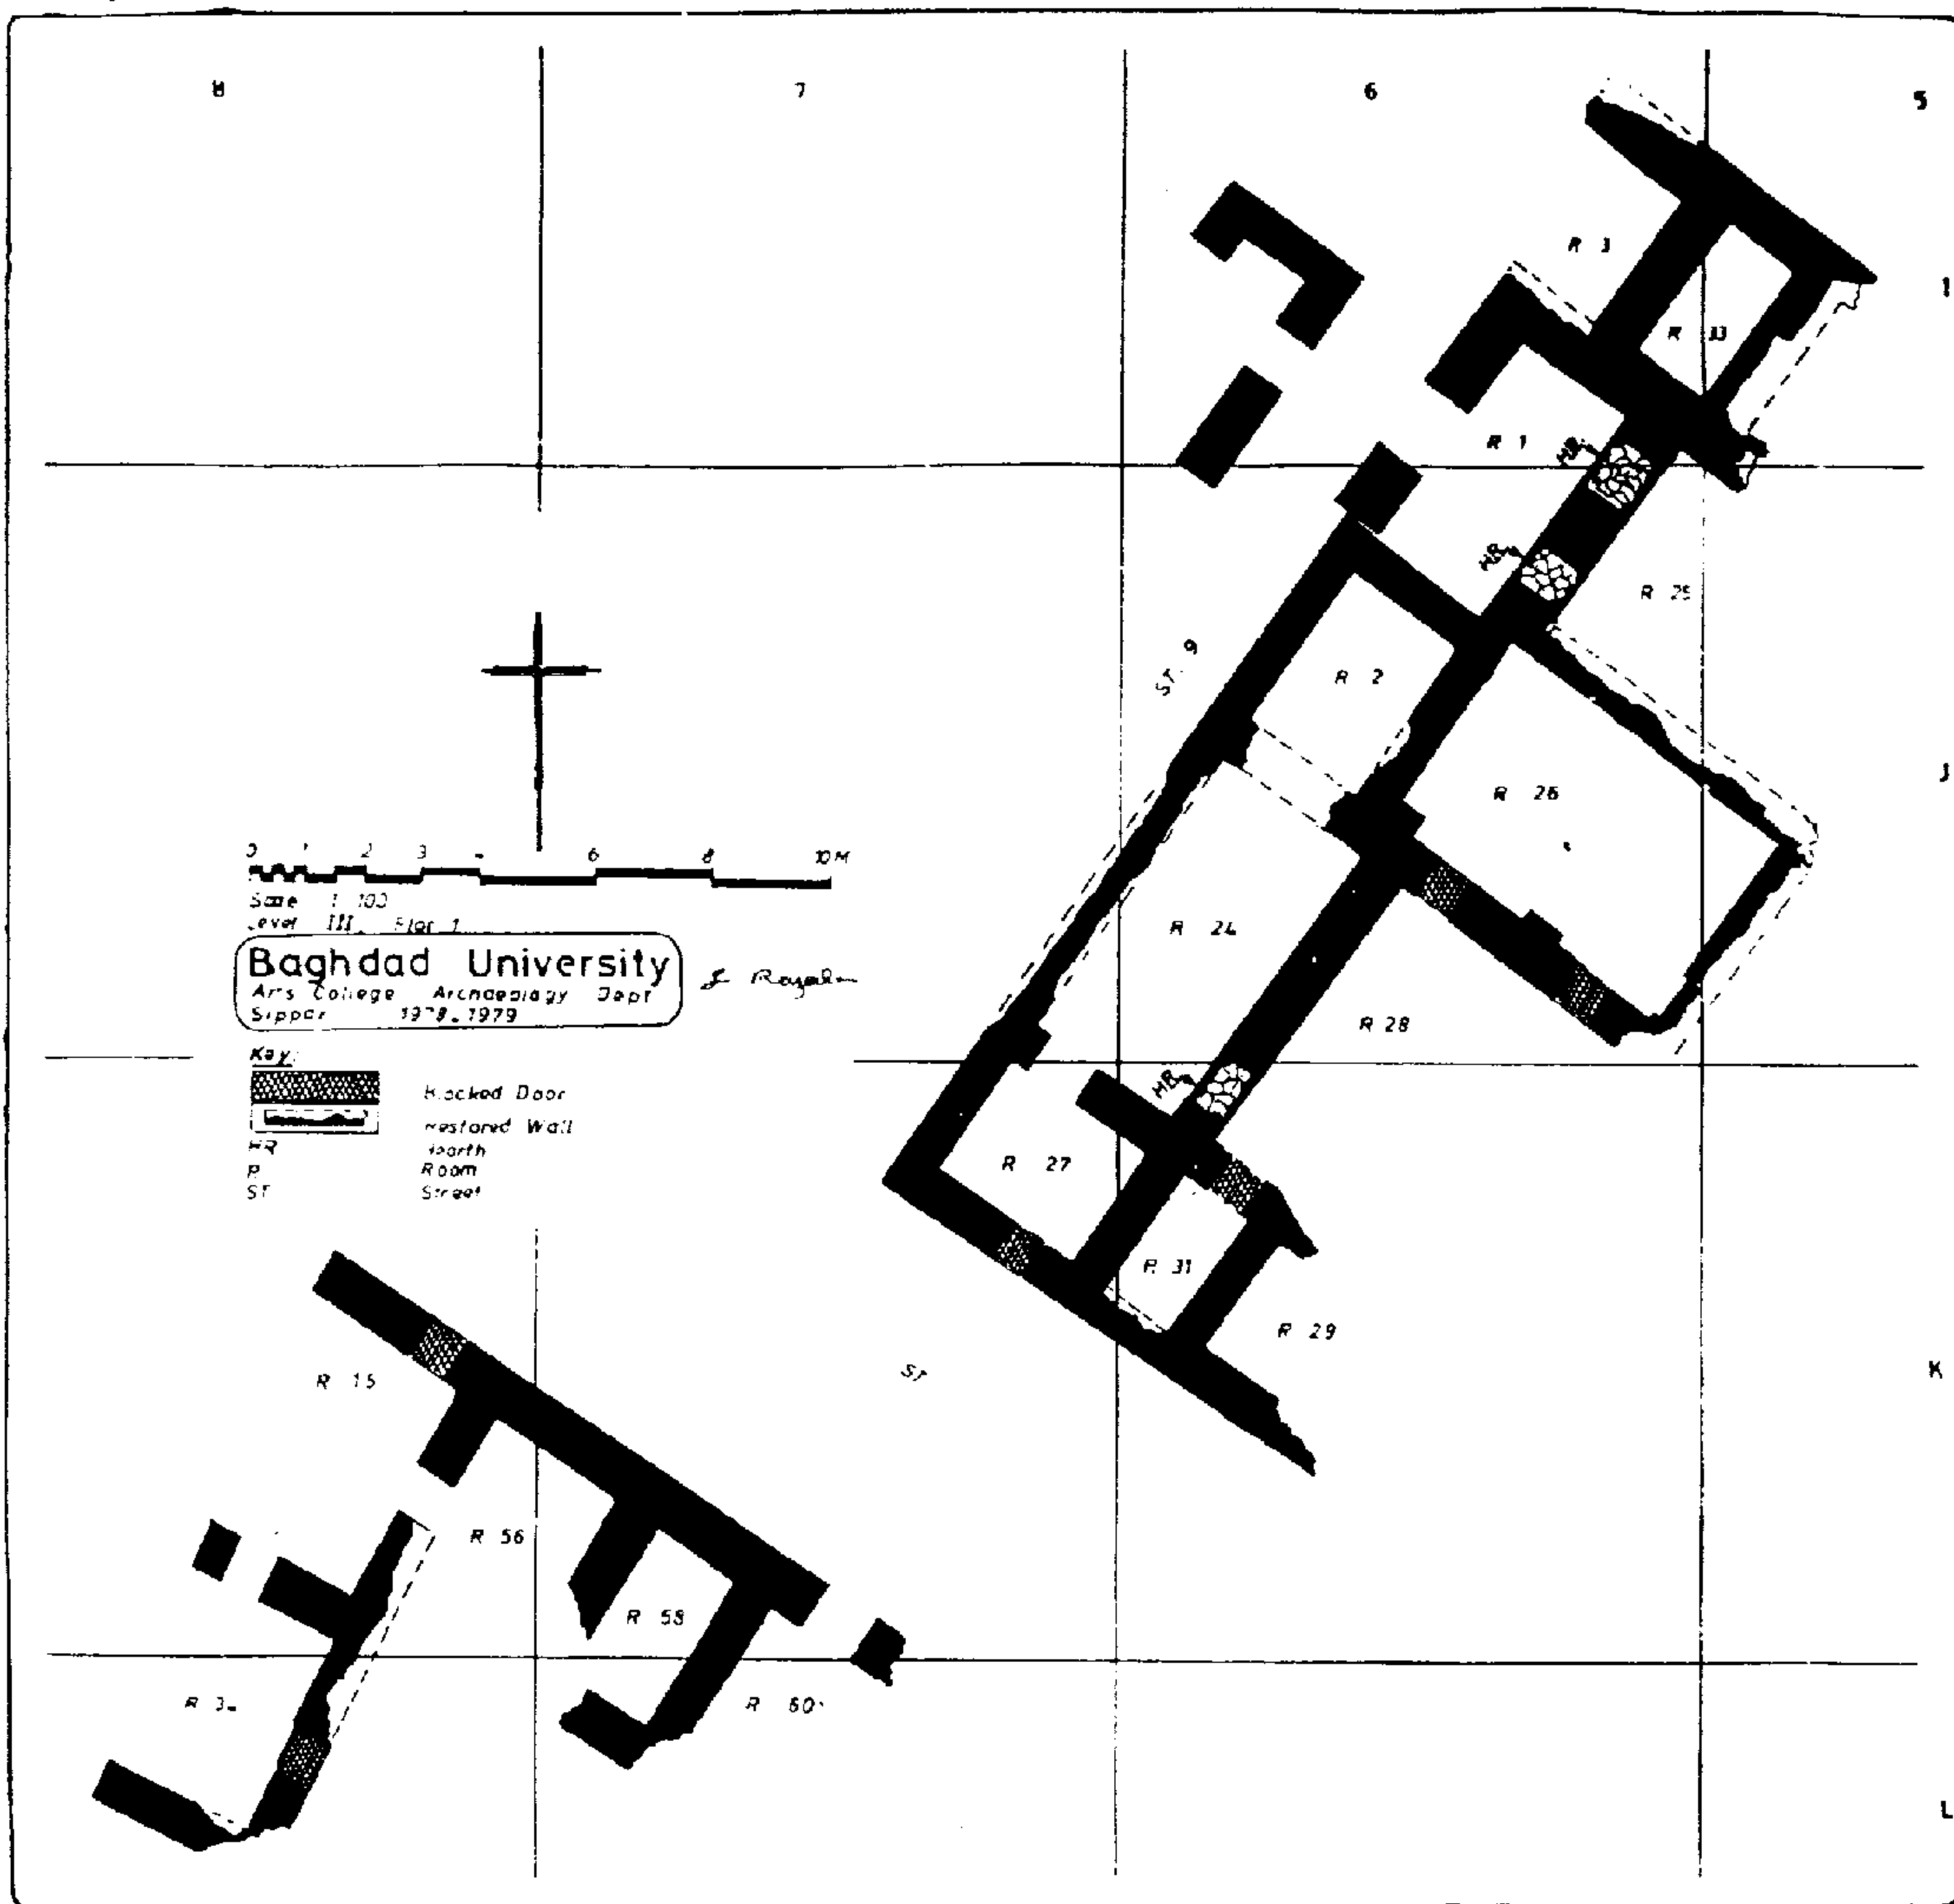 8 7 6 5
R 3
I
R 33
R 1
HR
HR
R 25
ST. 9
R 2
R 26
J
0 1 2 3 4 6 8 10 M
Scale 1 100
Level III
R 24
Baghdad University
Arts College Archaeology Dept
Sippar 1978-1979
R 28
Key:
Blocked Door
Restored Wall
HR Hearth
R Room
ST Street
HR
R 27
R 31
R 29
R 15
ST
K
R 56
R 58
R 60
L